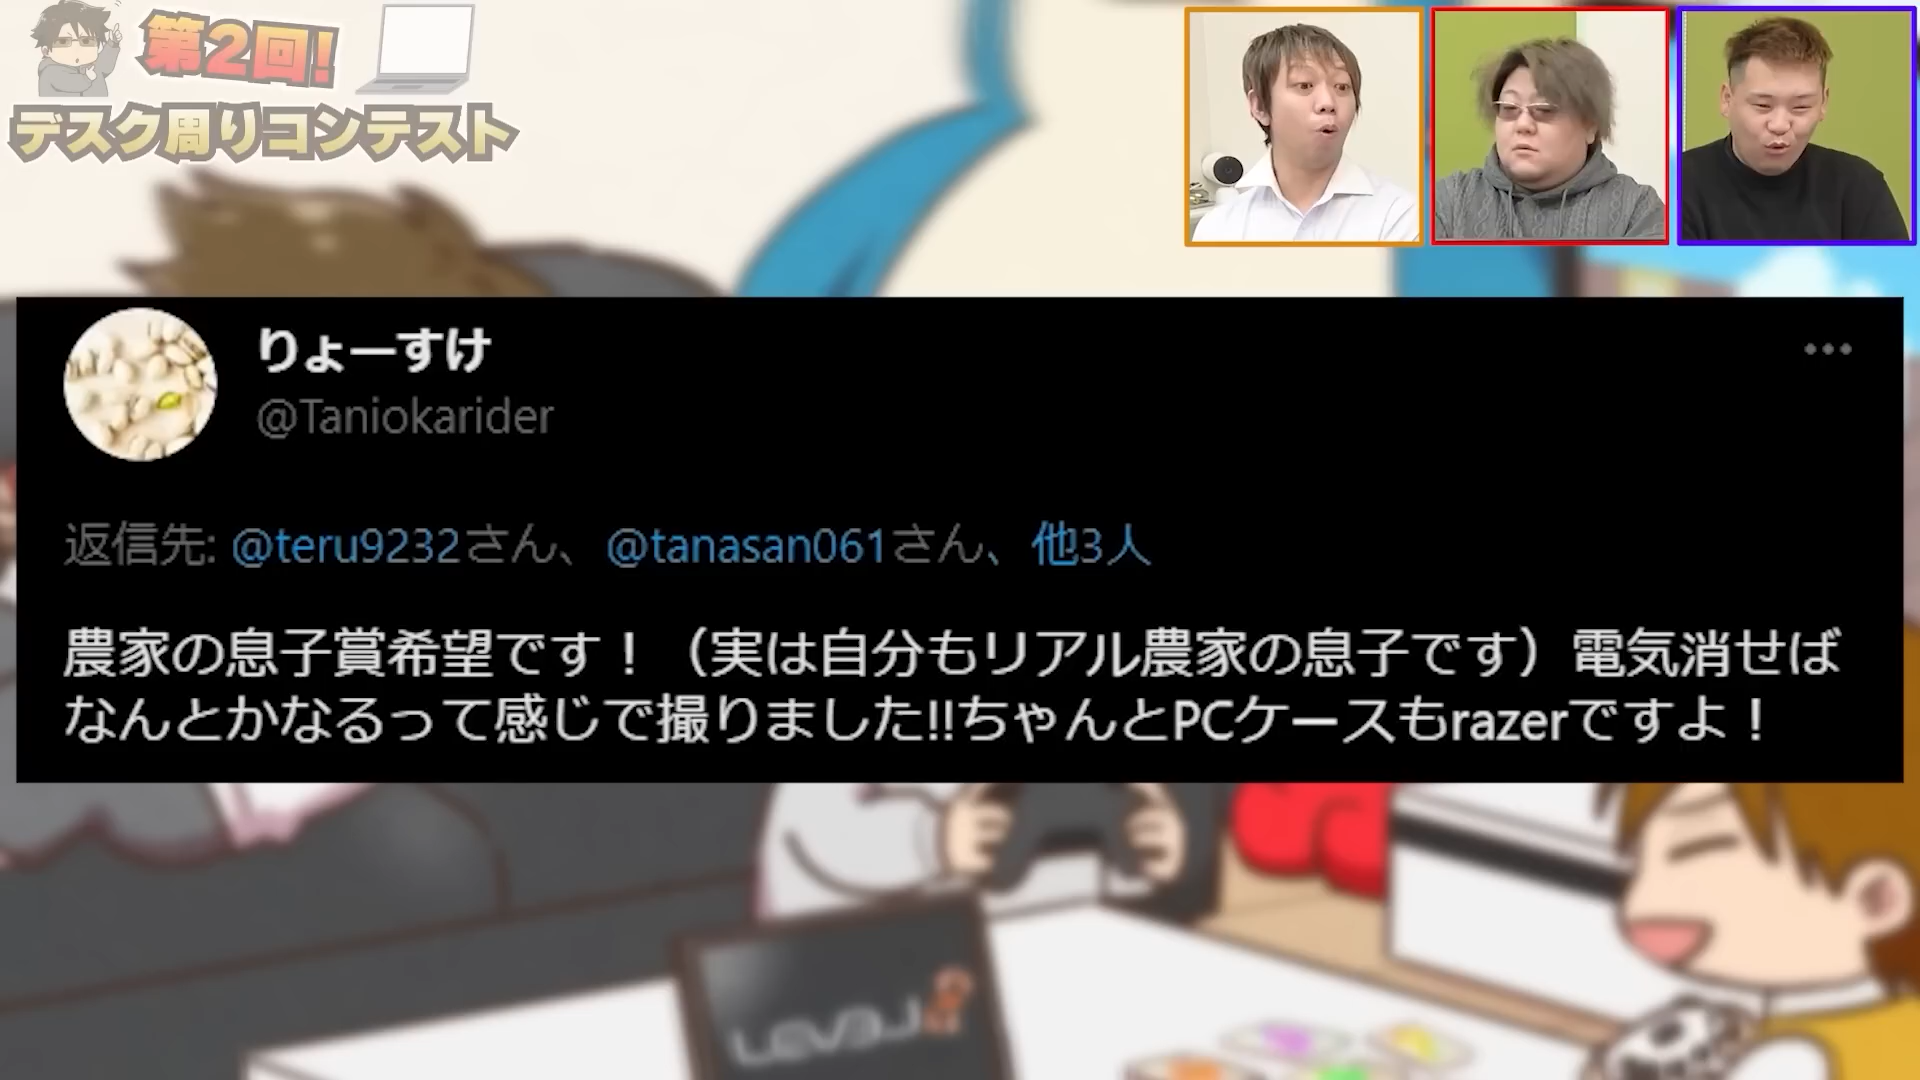 第2回!
デスク周りコンテスト
りょーすけ
@Taniokarider
返信先: @teru9232さん、 @tanasan061さん、 他3人
農家の息子賞希望です！（実は自分もリアル農家の息子です）電気消せば
なんとかなるって感じで撮りました!!ちゃんとPCケースもrazerですよ！
LEVEL